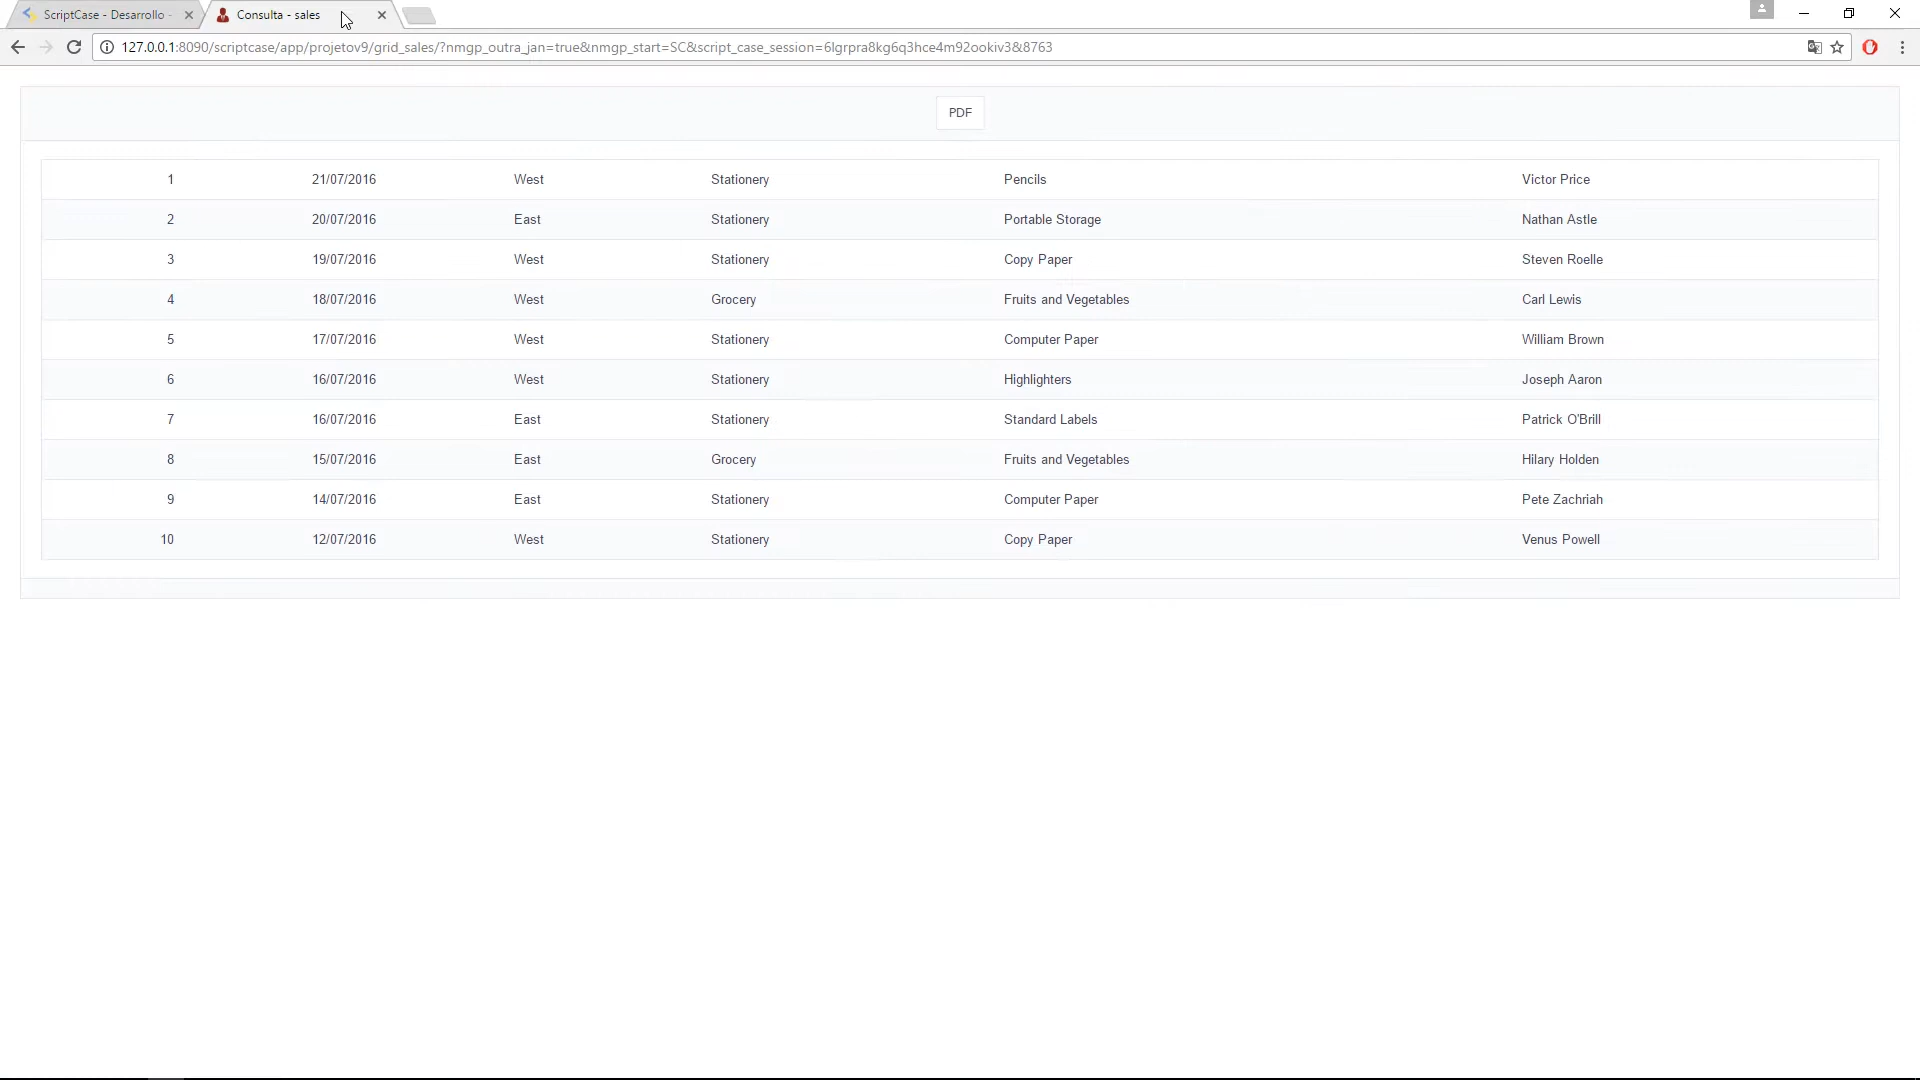 ScriptCase - Desarrollo -
Consulta - sales
127.0.0.1:8090/scriptcase/app/projetov9/grid_sales/?nmgp_outra_jan=true&nmgp_start=SC&script_case_session=6lgrpra8kg6q3hce4m92ookiv3&8763
PDF
1 21/07/2016 West Stationery Pencils Victor Price
2 20/07/2016 East Stationery Portable Storage Nathan Astle
3 19/07/2016 West Stationery Copy Paper Steven Roelle
4 18/07/2016 West Grocery Fruits and Vegetables Carl Lewis
5 17/07/2016 West Stationery Computer Paper William Brown
6 16/07/2016 West Stationery Highlighters Joseph Aaron
7 16/07/2016 East Stationery Standard Labels Patrick O'Brill
8 15/07/2016 East Grocery Fruits and Vegetables Hilary Holden
9 14/07/2016 East Stationery Computer Paper Pete Zachriah
10 12/07/2016 West Stationery Copy Paper Venus Powell